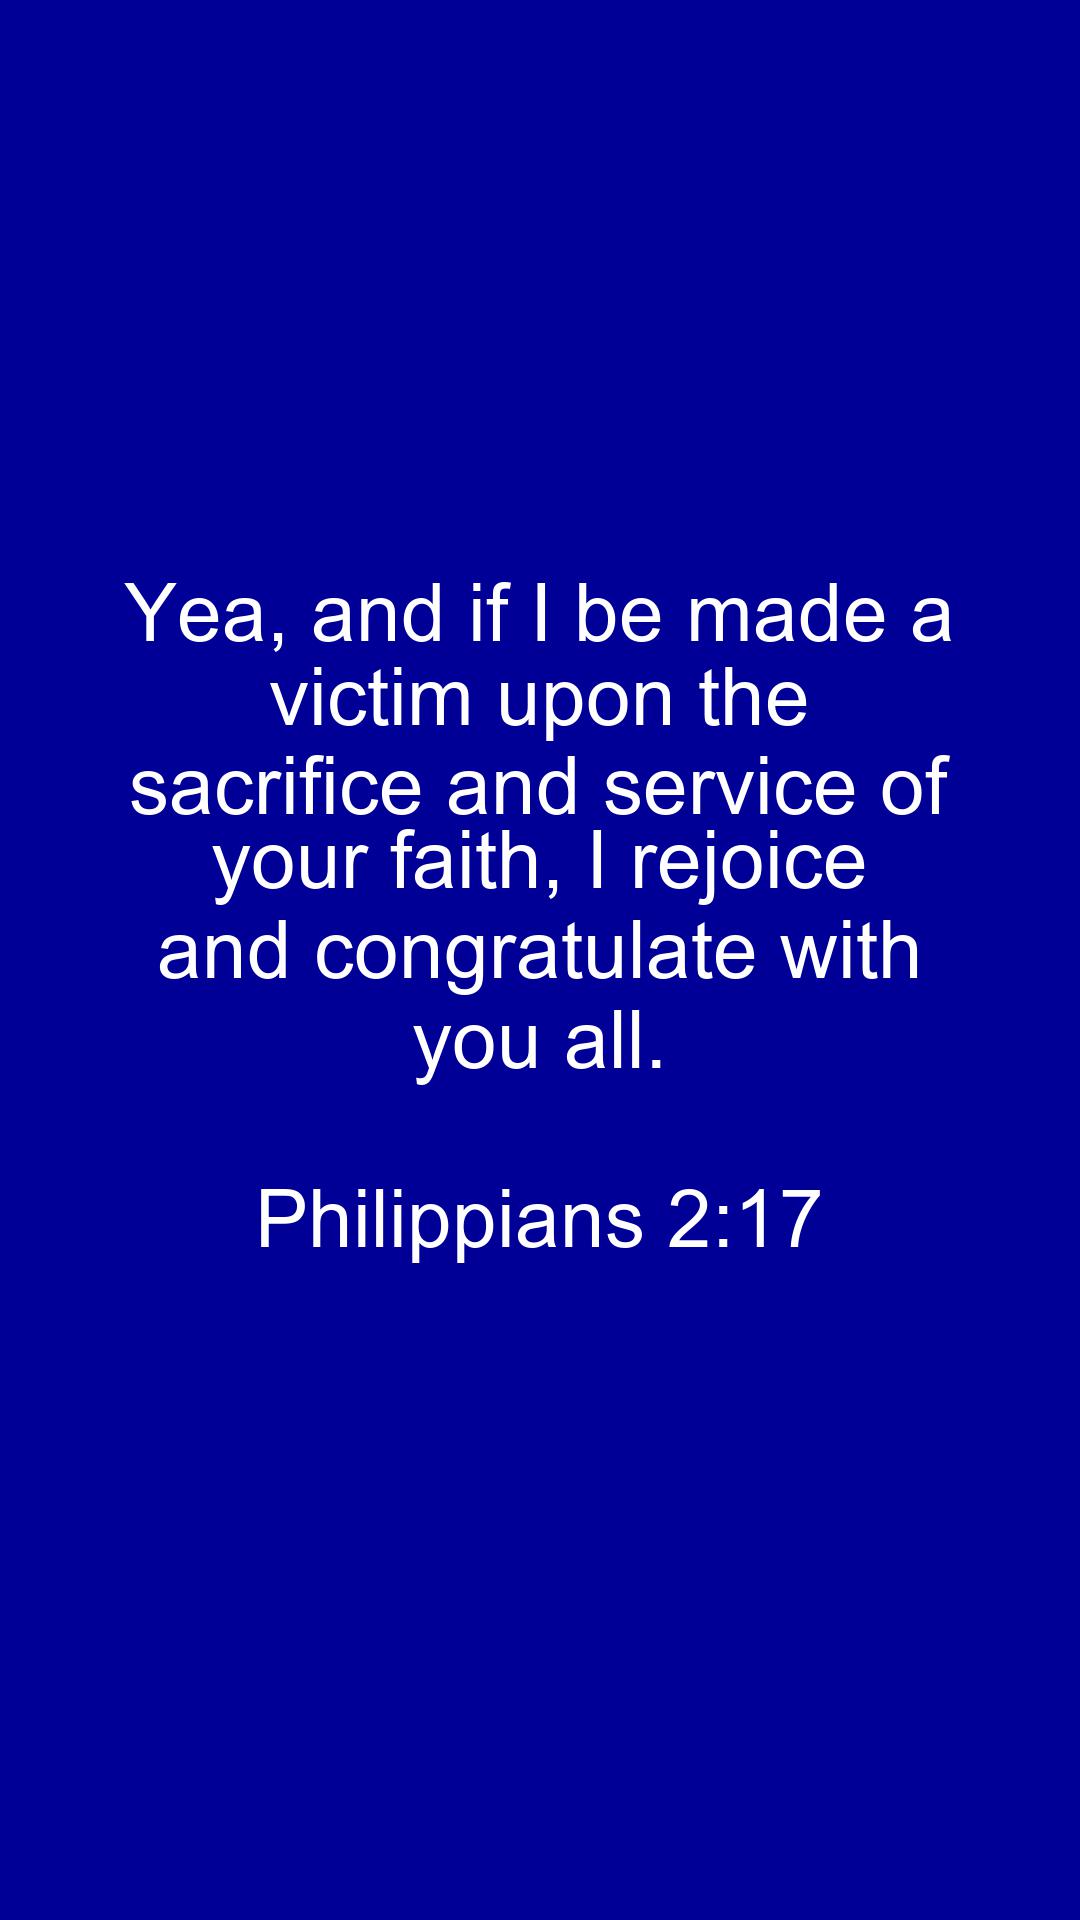 Yea, and if I be made a
victim upon the
sacrifice and service of
your faith, I rejoice
and congratulate with
you all.
Philippians 2:17